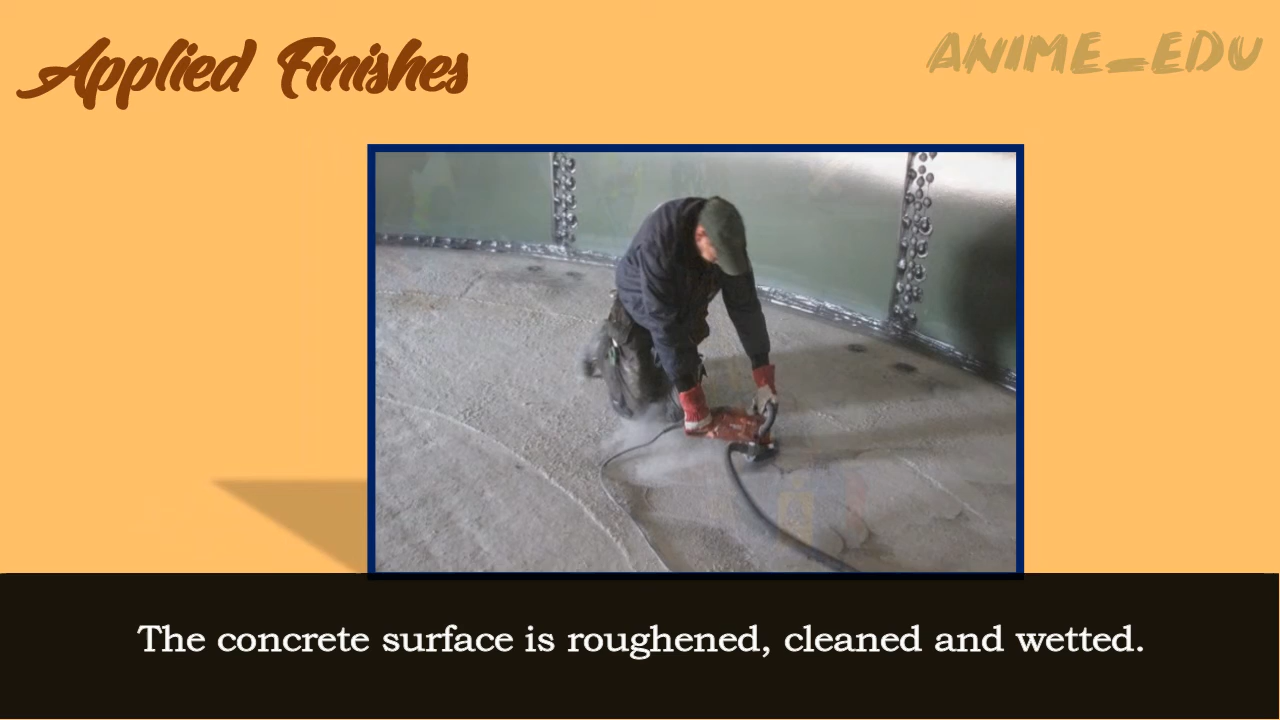 Applied Finishes
ANIME_EDU
The concrete surface is roughened, cleaned and wetted.